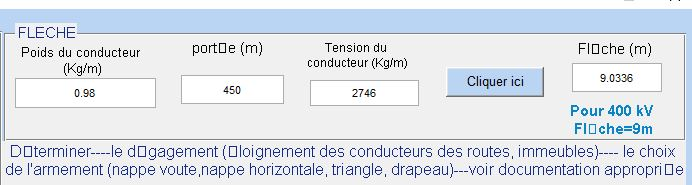 FLECHE
Poids du conducteur
(Kg/m)
0.98
port□e (m)
450
Tension du
conducteur (Kg/m)
2746
Cliquer ici
Fl□che (m)
9.0336
Pour 400 kV
Fl□che=9m
D□terminer----le d□gagement (□loignement des conducteurs des routes, immeubles)---- le choix
de l'armement (nappe voute,nappe horizontale, triangle, drapeau)---voir documentation appropri□e